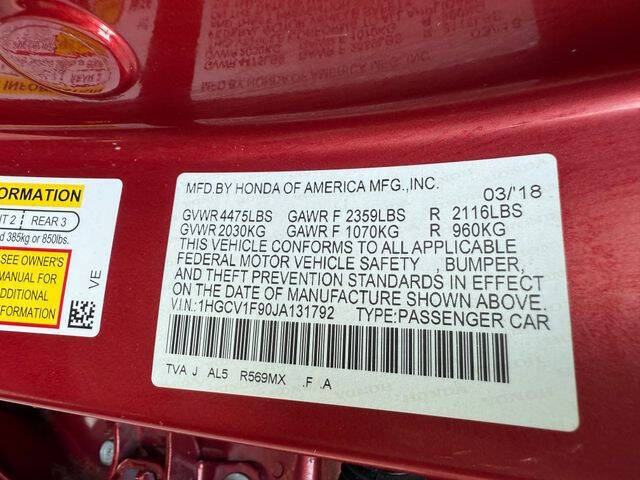 MFD.BY HONDA OF AMERICA MFG.,INC. 03/'18
GVWR 4475LBS GAWR F 2359LBS R 2116LBS
GVWR 2030KG GAWR F 1070KG R 960KG
THIS VEHICLE CONFORMS TO ALL APPLICABLE
FEDERAL MOTOR VEHICLE SAFETY , BUMPER,
AND THEFT PREVENTION STANDARDS IN EFFECT
ON THE DATE OF MANUFACTURE SHOWN ABOVE.
V.I.N.:1HGCV1F90JA131792 TYPE:PASSENGER CAR
TVA J AL5 R569MX .F .A
ORMATION
NT 2 REAR 3
d 385kg or 850lbs.
SEE OWNER'S
MANUAL FOR
ADDITIONAL
FORMATION
VE